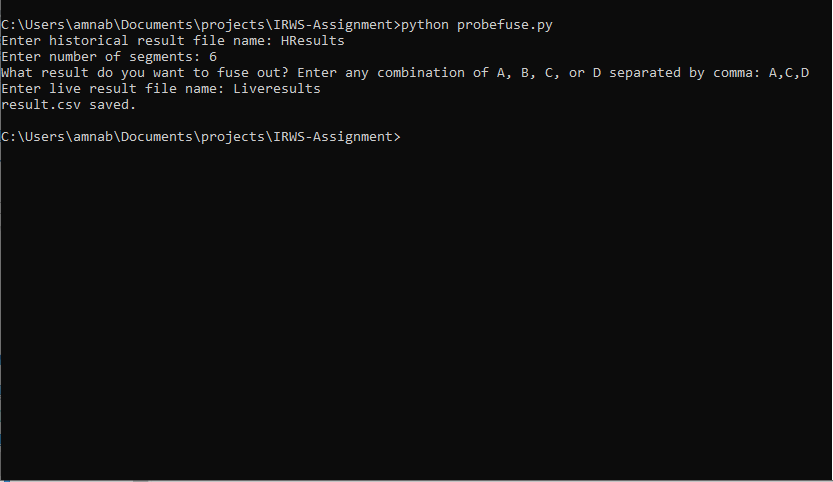 C:\Users\amnab\Documents\projects\IRWS-Assignment>python probefuse.py
Enter historical result file name: HResults
Enter number of segments: 6
What result do you want to fuse out? Enter any combination of A, B, C, or D separated by comma: A,C,D
Enter live result file name: Liveresults
result.csv saved.
C:\Users\amnab\Documents\projects\IRWS-Assignment>